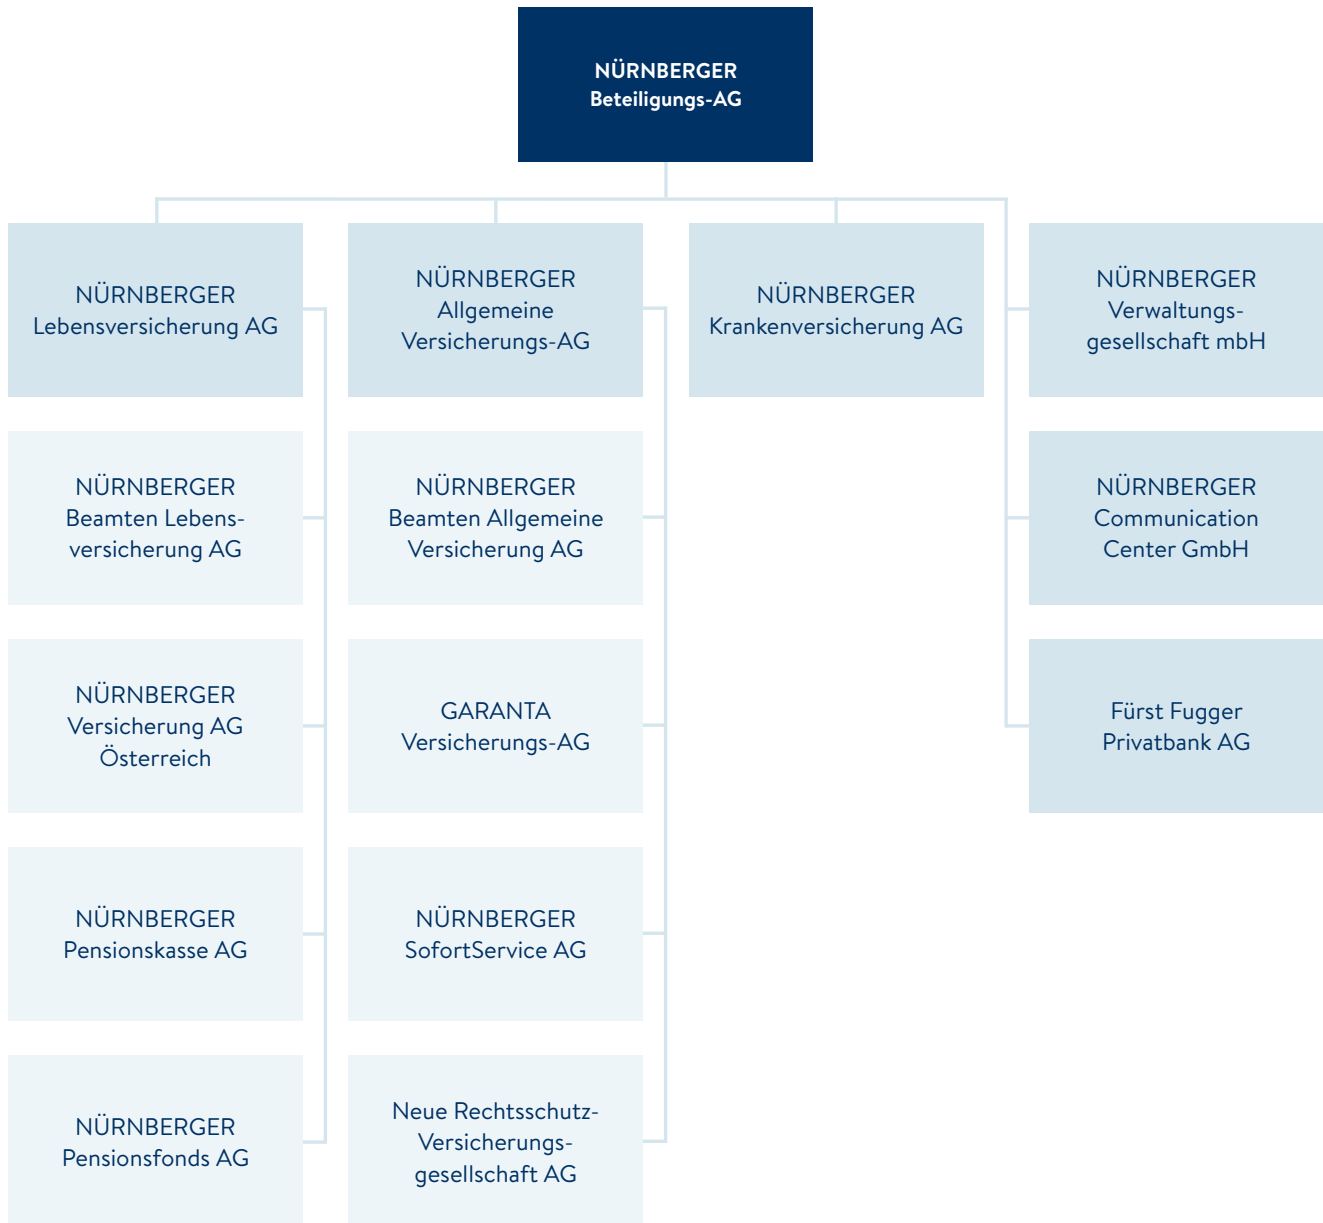 NÜRNBERGER
Beteiligungs-AG
NÜRNBERGER
Lebensversicherung AG
NÜRNBERGER
Allgemeine
Versicherungs-AG
NÜRNBERGER
Krankenversicherung AG
NÜRNBERGER
Verwaltungs-
gesellschaft mbH
NÜRNBERGER
Beamten Lebens-
versicherung AG
NÜRNBERGER
Beamten Allgemeine
Versicherung AG
NÜRNBERGER
Communication
Center GmbH
NÜRNBERGER
Versicherung AG
Österreich
GARANTA
Versicherungs-AG
Fürst Fugger
Privatbank AG
NÜRNBERGER
Pensionskasse AG
NÜRNBERGER
SofortService AG
NÜRNBERGER
Pensionsfonds AG
Neue Rechtsschutz-
Versicherungs-
gesellschaft AG